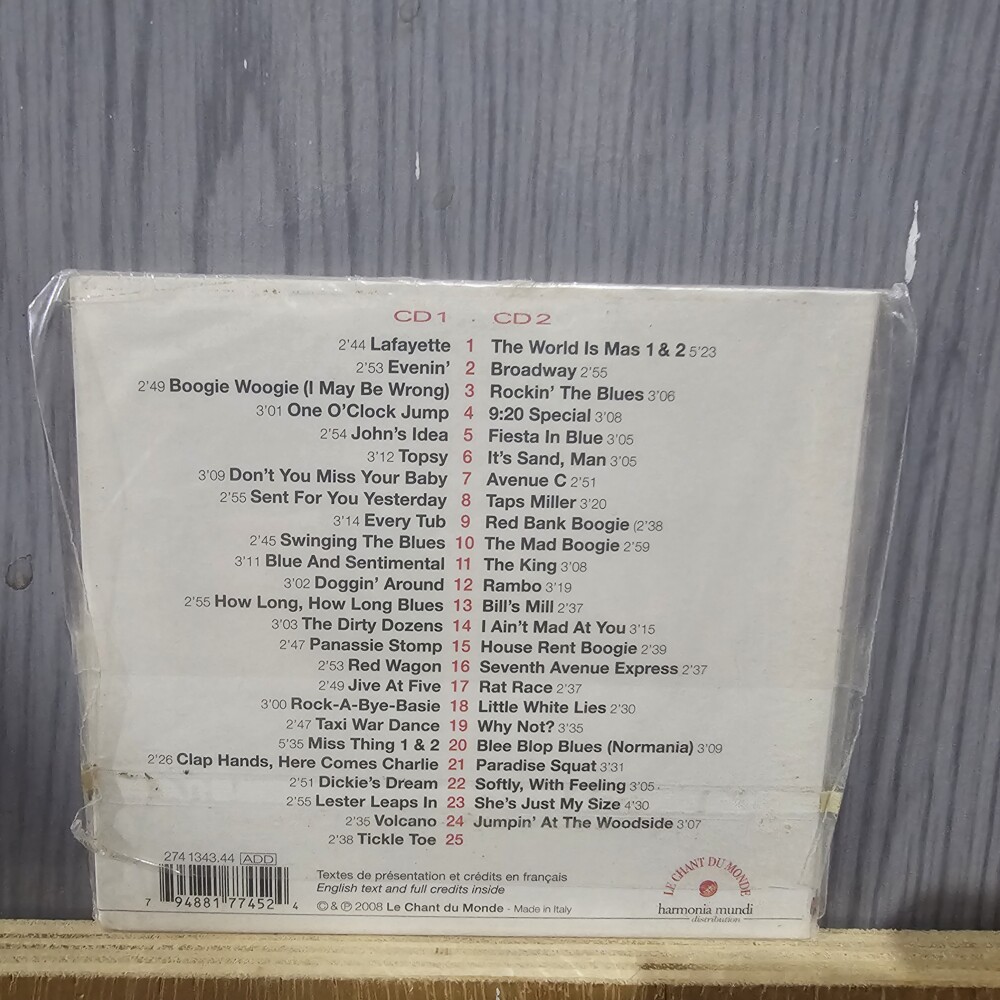 CD 1 . CD 2
2'44 Lafayette 1 The World Is Mas 1 & 2 5'23
2'53 Evenin' 2 Broadway 2'55
2'49 Boogie Woogie (I May Be Wrong) 3 Rockin' The Blues 3'06
3'01 One O'Clock Jump 4 9:20 Special 3'08
2'54 John's Idea 5 Fiesta In Blue 3'05
3'12 Topsy 6 It's Sand, Man 3'05
3'09 Don't You Miss Your Baby 7 Avenue C 2'51
2'55 Sent For You Yesterday 8 Taps Miller 3'20
3'14 Every Tub 9 Red Bank Boogie (2'38
2'45 Swinging The Blues 10 The Mad Boogie 2'59
3'11 Blue And Sentimental 11 The King 3'08
3'02 Doggin' Around 12 Rambo 3'19
2'55 How Long, How Long Blues 13 Bill's Mill 2'37
3'03 The Dirty Dozens 14 I Ain't Mad At You 3'15
2'47 Panassie Stomp 15 House Rent Boogie 2'39
2'53 Red Wagon 16 Seventh Avenue Express 2'37
2'49 Jive At Five 17 Rat Race 2'37
3'00 Rock-A-Bye-Basie 18 Little White Lies 2'30
2'47 Taxi War Dance 19 Why Not? 3'35
5'35 Miss Thing 1 & 2 20 Blee Blop Blues (Normania) 3'09
2'26 Clap Hands, Here Comes Charlie 21 Paradise Squat 3'31
2'51 Dickie's Dream 22 Softly, With Feeling 3'05
2'55 Lester Leaps In 23 She's Just My Size 4'30
2'35 Volcano 24 Jumpin' At The Woodside 3'07
2'38 Tickle Toe 25
274 1343.44 ADD
7 94881 77452 4
Textes de présentation et crédits en français
English text and full credits inside
© & ℗ 2008 Le Chant du Monde - Made in Italy
LE CHANT DU MONDE
harmonia mundi
distribution